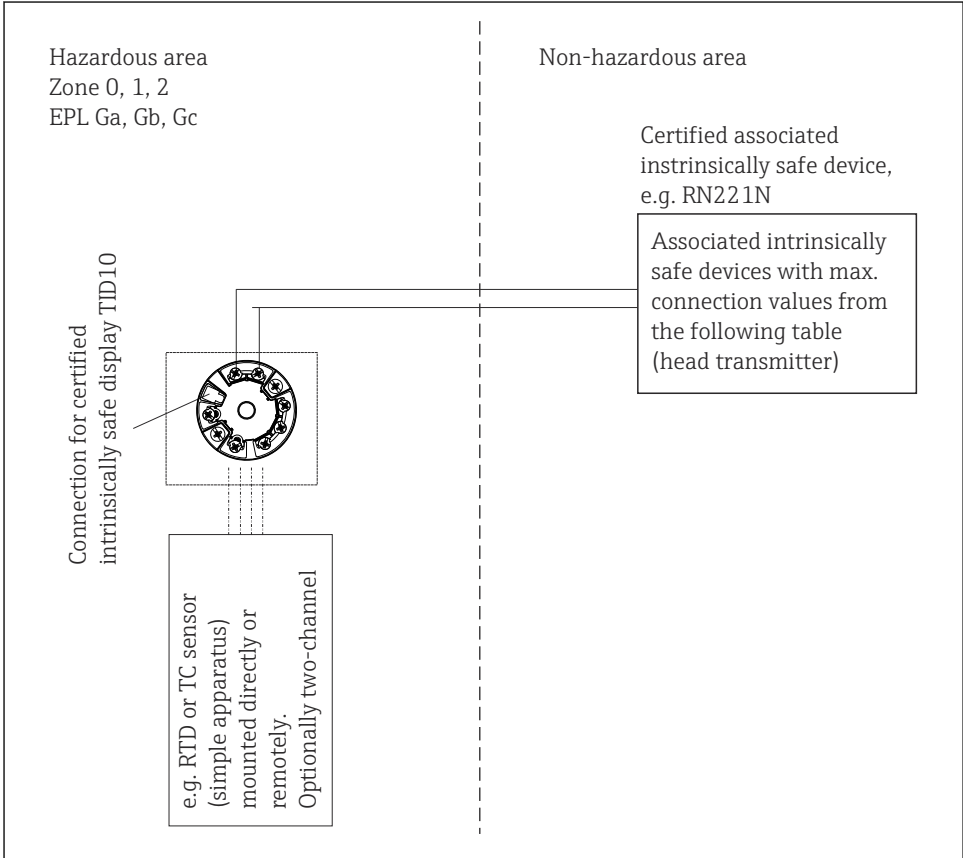 Hazardous area
Zone 0, 1, 2
EPL Ga, Gb, Gc
Non-hazardous area
Certified associated
instrinsically safe device,
e.g. RN221N
Associated intrinsically
safe devices with max.
connection values from
the following table
(head transmitter)
Connection for certified
intrinsically safe display TID10
e.g. RTD or TC sensor
(simple apparatus)
mounted directly or
remotely.
Optionally two-channel